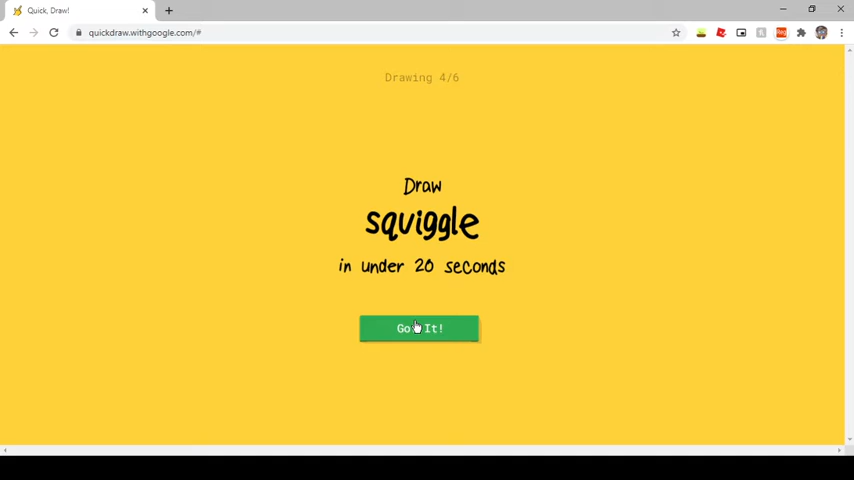 Quick, Draw!
quickdraw.withgoogle.com/#
Drawing 4/6
Draw
squiggle
in under 20 seconds
Got It!